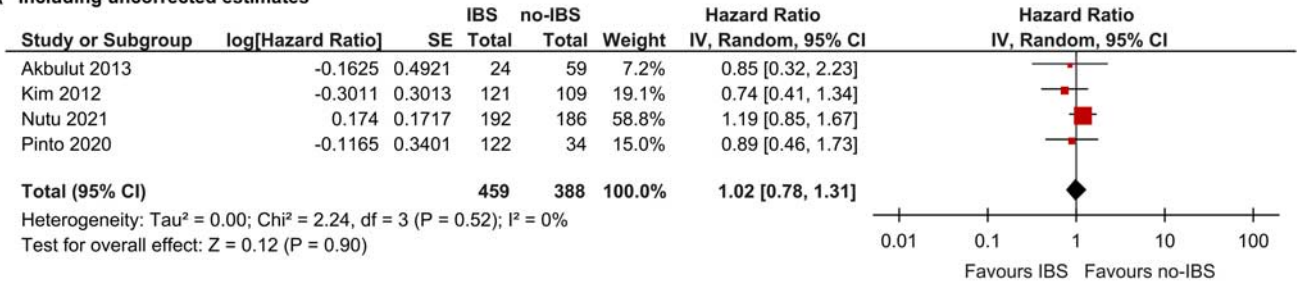 including uncorrected estimates
IBS no-IBS Hazard Ratio Hazard Ratio
Study or Subgroup log[Hazard Ratio] SE Total Total Weight IV, Random, 95% CI IV, Random, 95% CI
Akbulut 2013 -0.1625 0.4921 24 59 7.2% 0.85 [0.32, 2.23]
Kim 2012 -0.3011 0.3013 121 109 19.1% 0.74 [0.41, 1.34]
Nutu 2021 0.174 0.1717 192 186 58.8% 1.19 [0.85, 1.67]
Pinto 2020 -0.1165 0.3401 122 34 15.0% 0.89 [0.46, 1.73]
Total (95% CI) 459 388 100.0% 1.02 [0.78, 1.31]
Heterogeneity: Tau² = 0.00; Chi² = 2.24, df = 3 (P = 0.52); I² = 0%
Test for overall effect: Z = 0.12 (P = 0.90)
0.01 0.1 1 10 100
Favours IBS Favours no-IBS